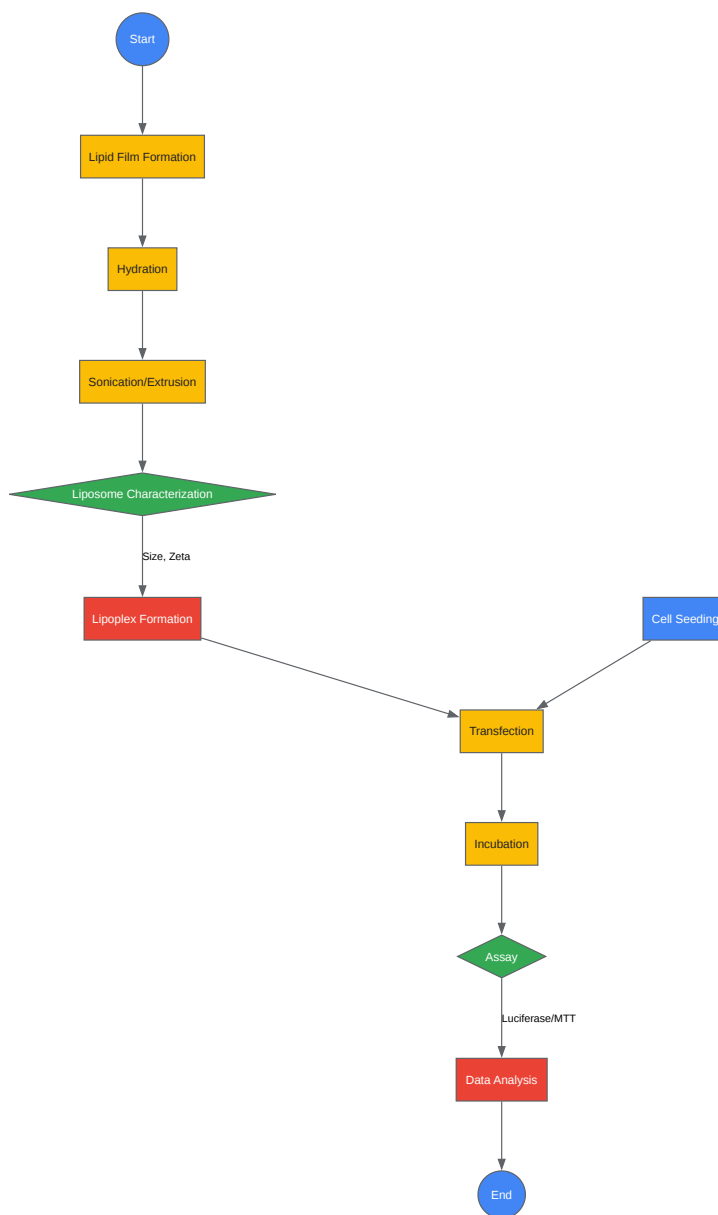 Start
Lipid Film Formation
Hydration
Sonication/Extrusion
Liposome Characterization
Size, Zeta
Lipoplex Formation
Cell Seeding
Transfection
Incubation
Assay
Luciferase/MTT
Data Analysis
End